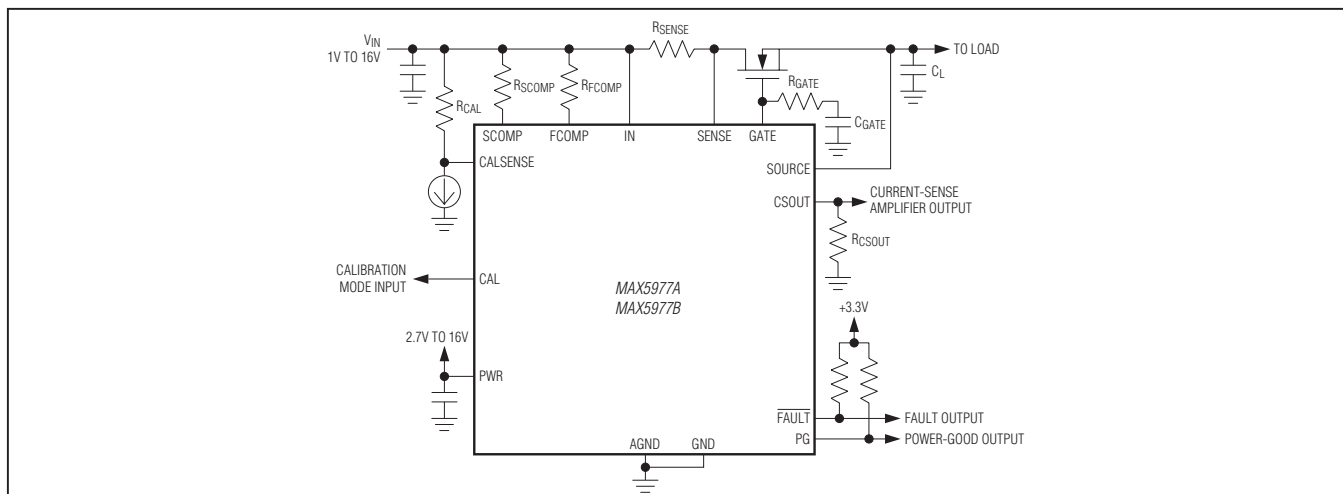 RSENSE
VIN
1V TO 16V
TO LOAD
RSCOMP
RFCOMP
RGATE
CL
RCAL
CGATE
SCOMP
FCOMP
IN
SENSE
GATE
CALSENSE
SOURCE
CSOUT
CURRENT-SENSE
AMPLIFIER OUTPUT
RCSOUT
CALIBRATION
MODE INPUT
CAL
MAX5977A
MAX5977B
+3.3V
2.7V TO 16V
PWR
FAULT
FAULT OUTPUT
PG
POWER-GOOD OUTPUT
AGND
GND